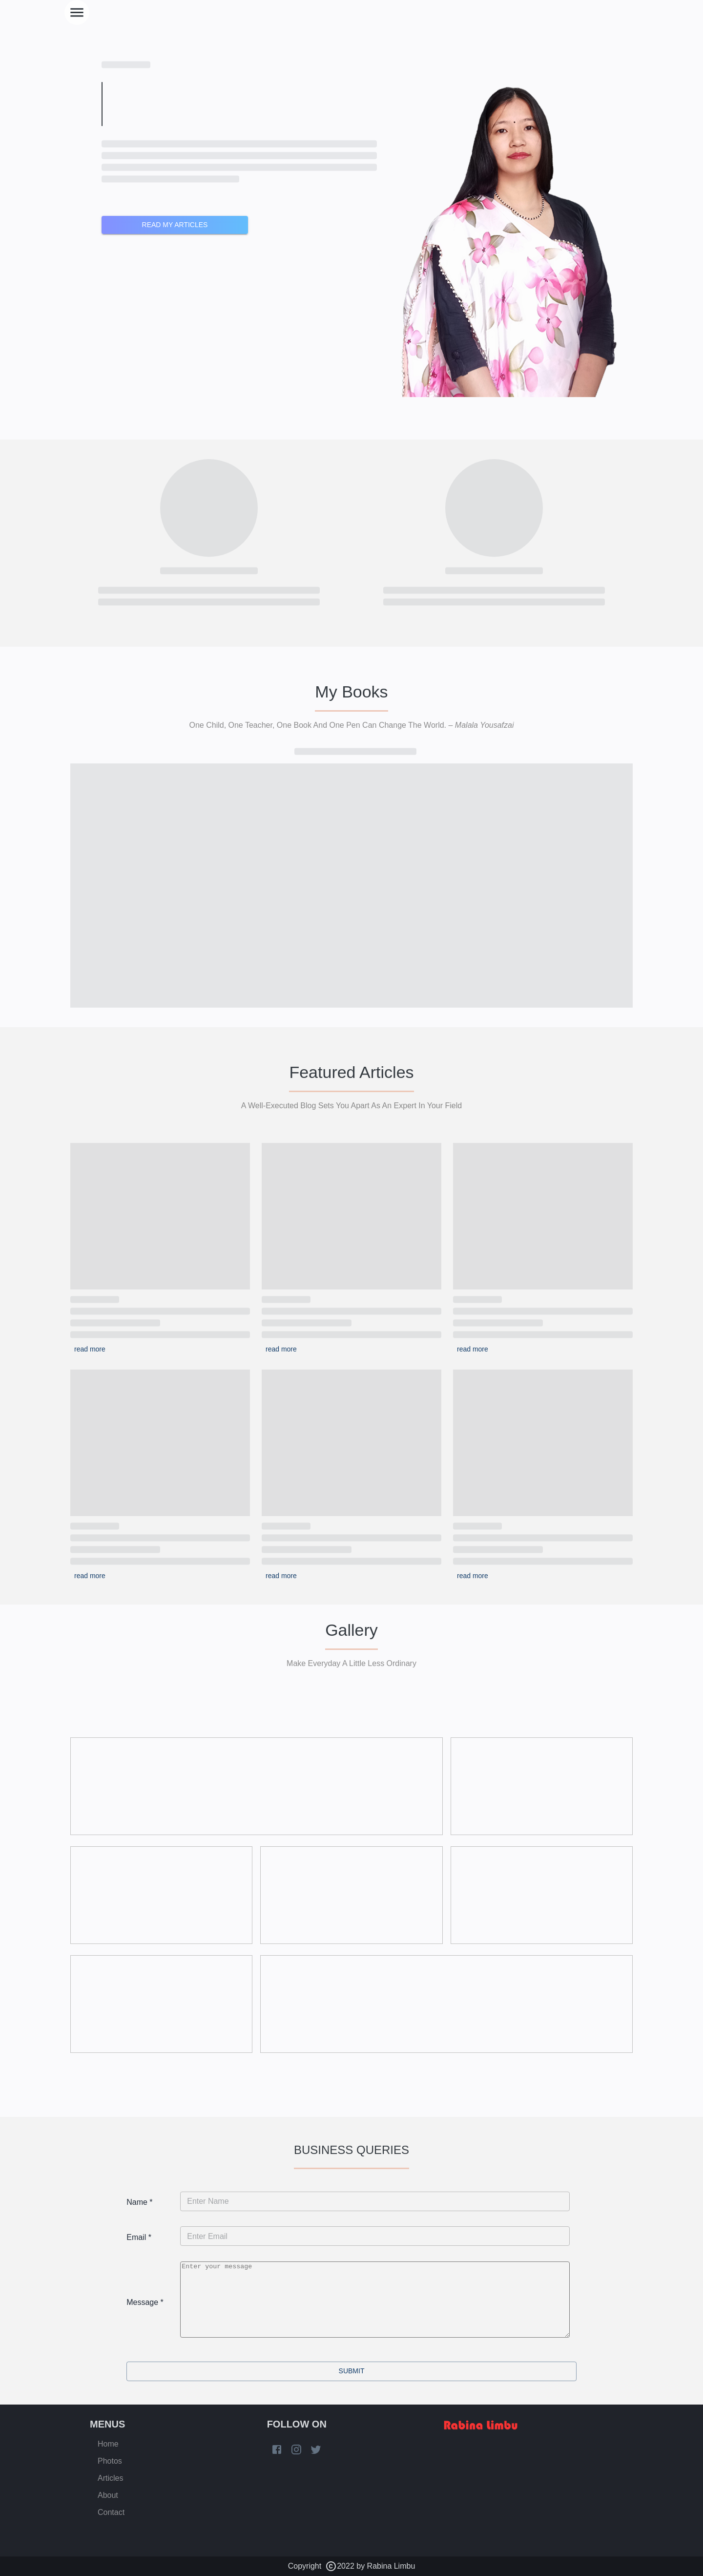 READ MY ARTICLES
My Books
One Child, One Teacher, One Book And One Pen Can Change The World. – Malala Yousafzai
Featured Articles
A Well-Executed Blog Sets You Apart As An Expert In Your Field
read more
read more
read more
read more
read more
read more
Gallery
Make Everyday A Little Less Ordinary
BUSINESS QUERIES
Name *
Enter Name
Email *
Enter Email
Message *
Enter your message
SUBMIT
MENUS
Home
Photos
Articles
About
Contact
FOLLOW ON
Rabina Limbu
Copyright © 2022 by Rabina Limbu